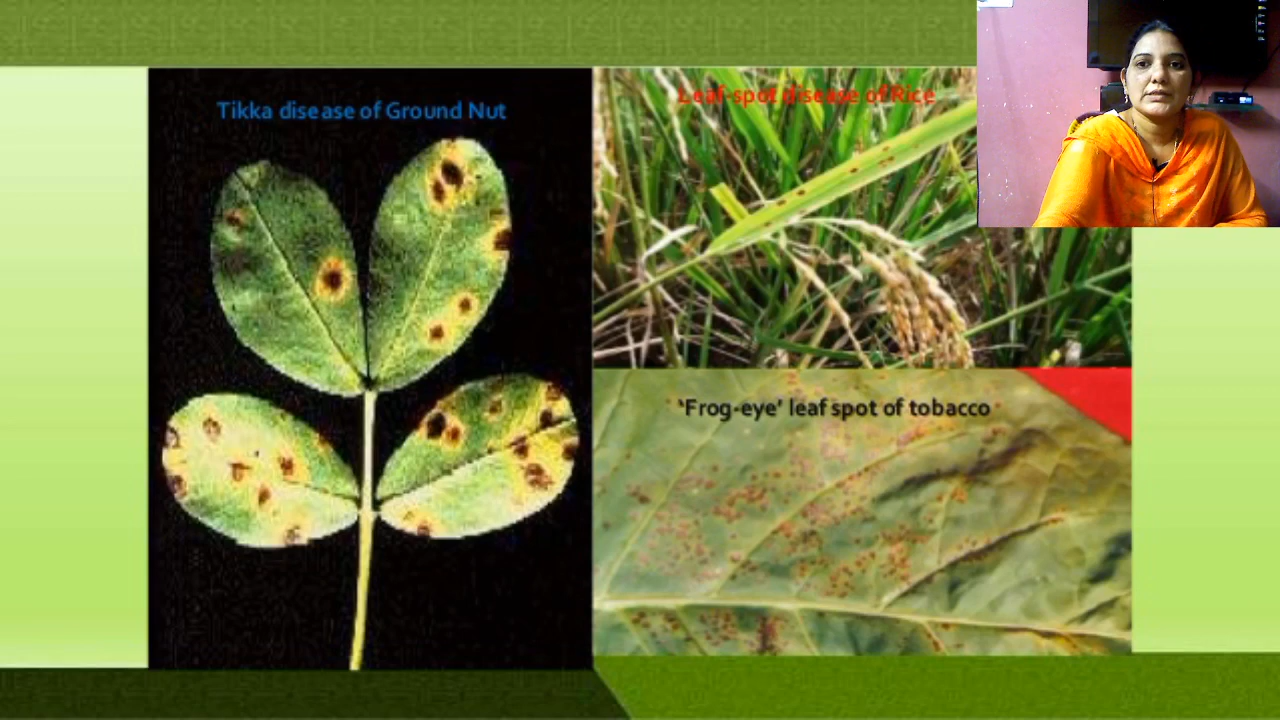 Tikka disease of Ground Nut
Leaf-spot disease of Rice
‘Frog-eye’ leaf spot of tobacco